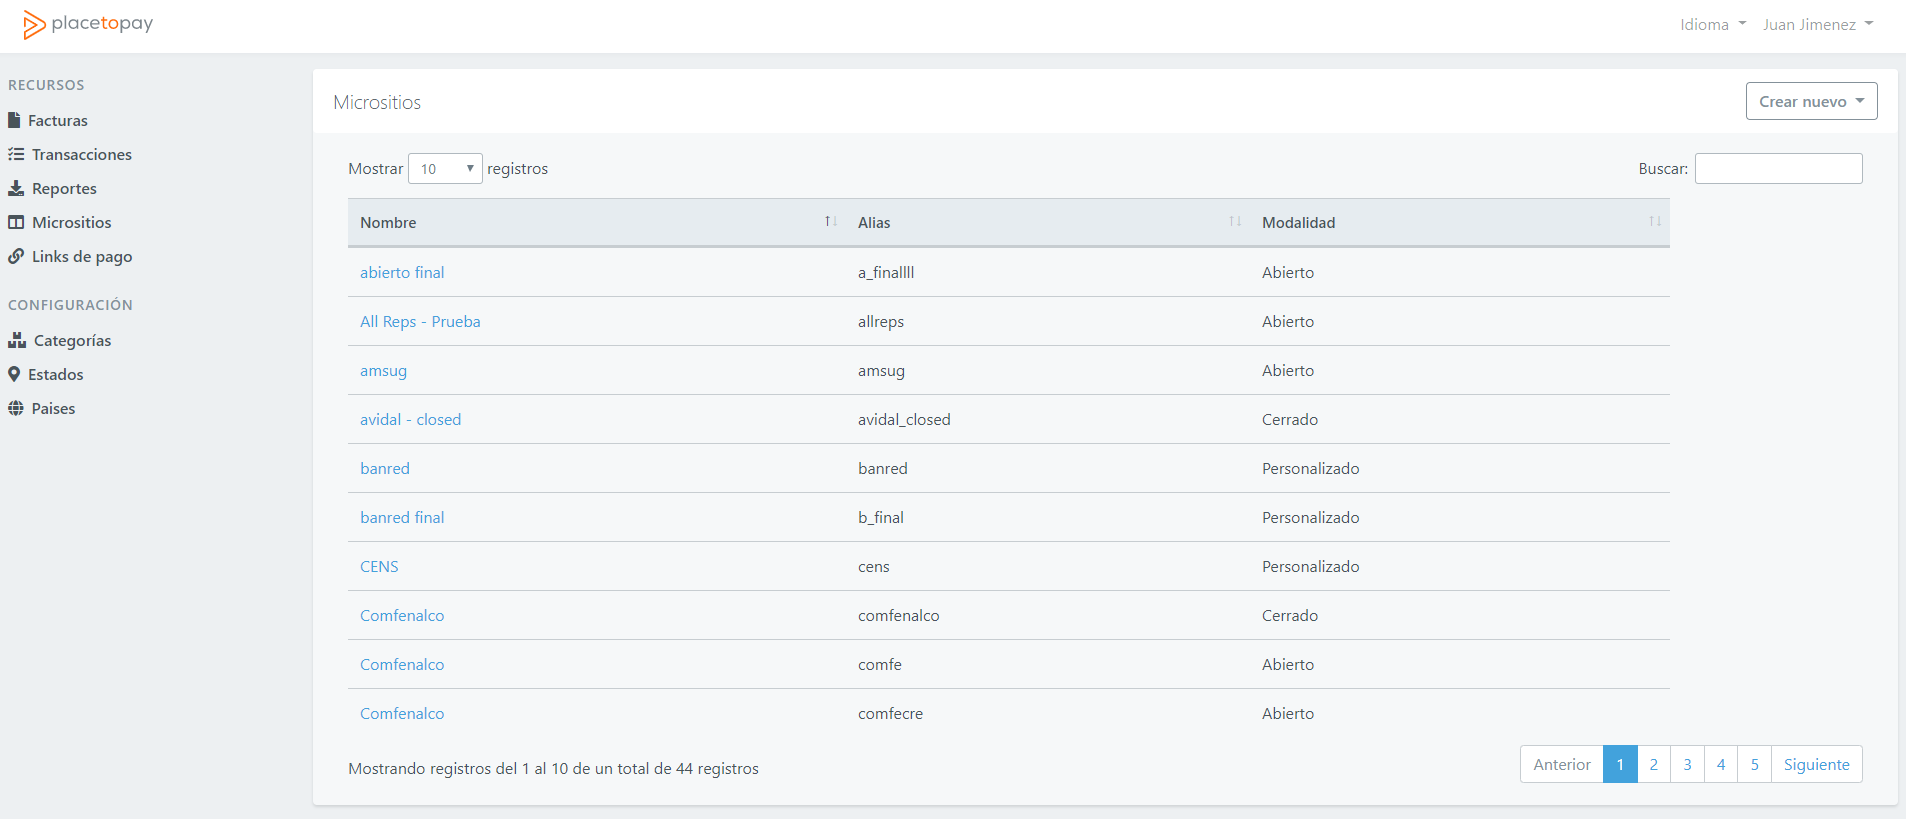 placetopay
Idioma Juan Jimenez
RECURSOS
Facturas
Transacciones
Reportes
Micrositios
Links de pago
CONFIGURACIÓN
Categorías
Estados
Paises
Micrositios
Crear nuevo
Mostrar 10 registros
Buscar:
Nombre Alias Modalidad
abierto final a_finallll Abierto
All Reps - Prueba allreps Abierto
amsug amsug Abierto
avidal - closed avidal_closed Cerrado
banred banred Personalizado
banred final b_final Personalizado
CENS cens Personalizado
Comfenalco comfenalco Cerrado
Comfenalco comfe Abierto
Comfenalco comfecre Abierto
Mostrando registros del 1 al 10 de un total de 44 registros
Anterior 1 2 3 4 5 Siguiente